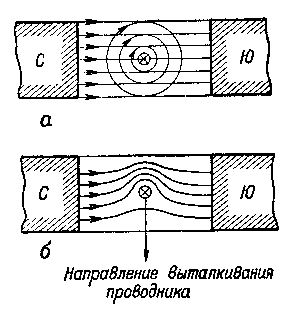 С Ю
а
С Ю
б
Направление выталкивания
проводника